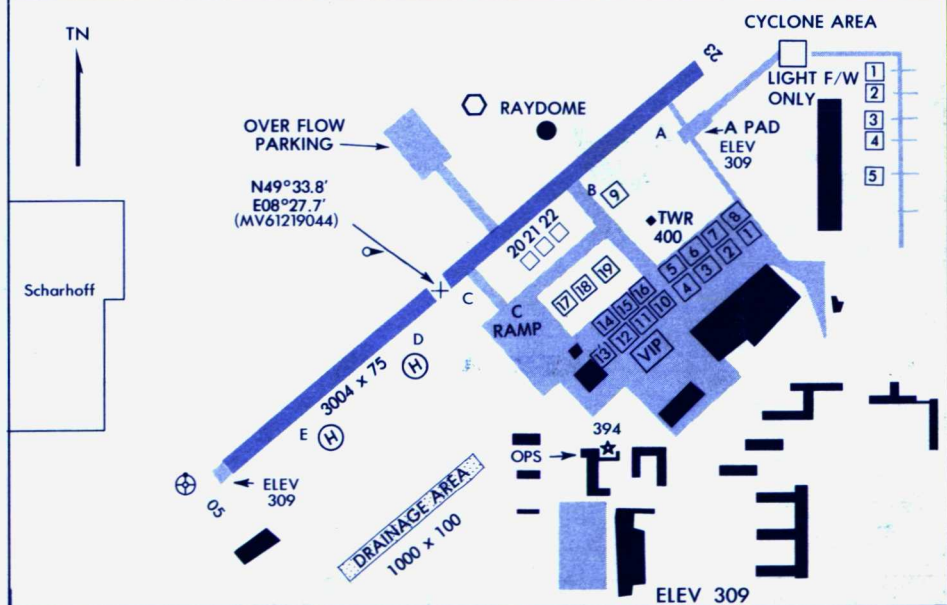 CYCLONE AREA
TN
23
LIGHT F/W
ONLY
1
2
3
4
5
RAYDOME
OVER FLOW
PARKING
A
A PAD
ELEV
309
N49°33.8'
E08°27.7'
(MV61219044)
B
9
TWR
400
20 21 22
8
7
6
5
1
2
3
4
Scharhoff
C
19
18
17
C
RAMP
16
15
14
10
11
12
13
VIP
D
H
3004 x 75
E
H
394
OPS
ELEV
309
05
DRAINAGE AREA
1000 x 100
ELEV 309